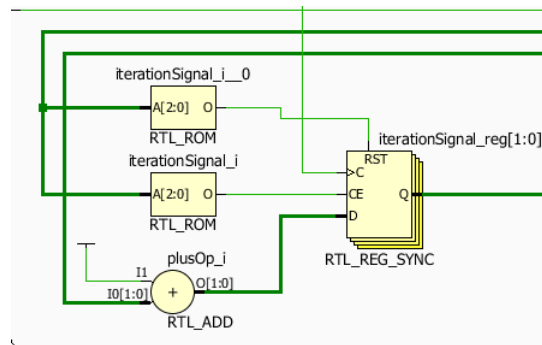 iterationSignal_i__0
A[2:0] O
RTL_ROM
iterationSignal_reg[1:0]
iterationSignal_i
RST
C
A[2:0] O
CE
Q
RTL_ROM
D
plusOp_i
RTL_REG_SYNC
I1
I0[1:0] + O[1:0]
RTL_ADD